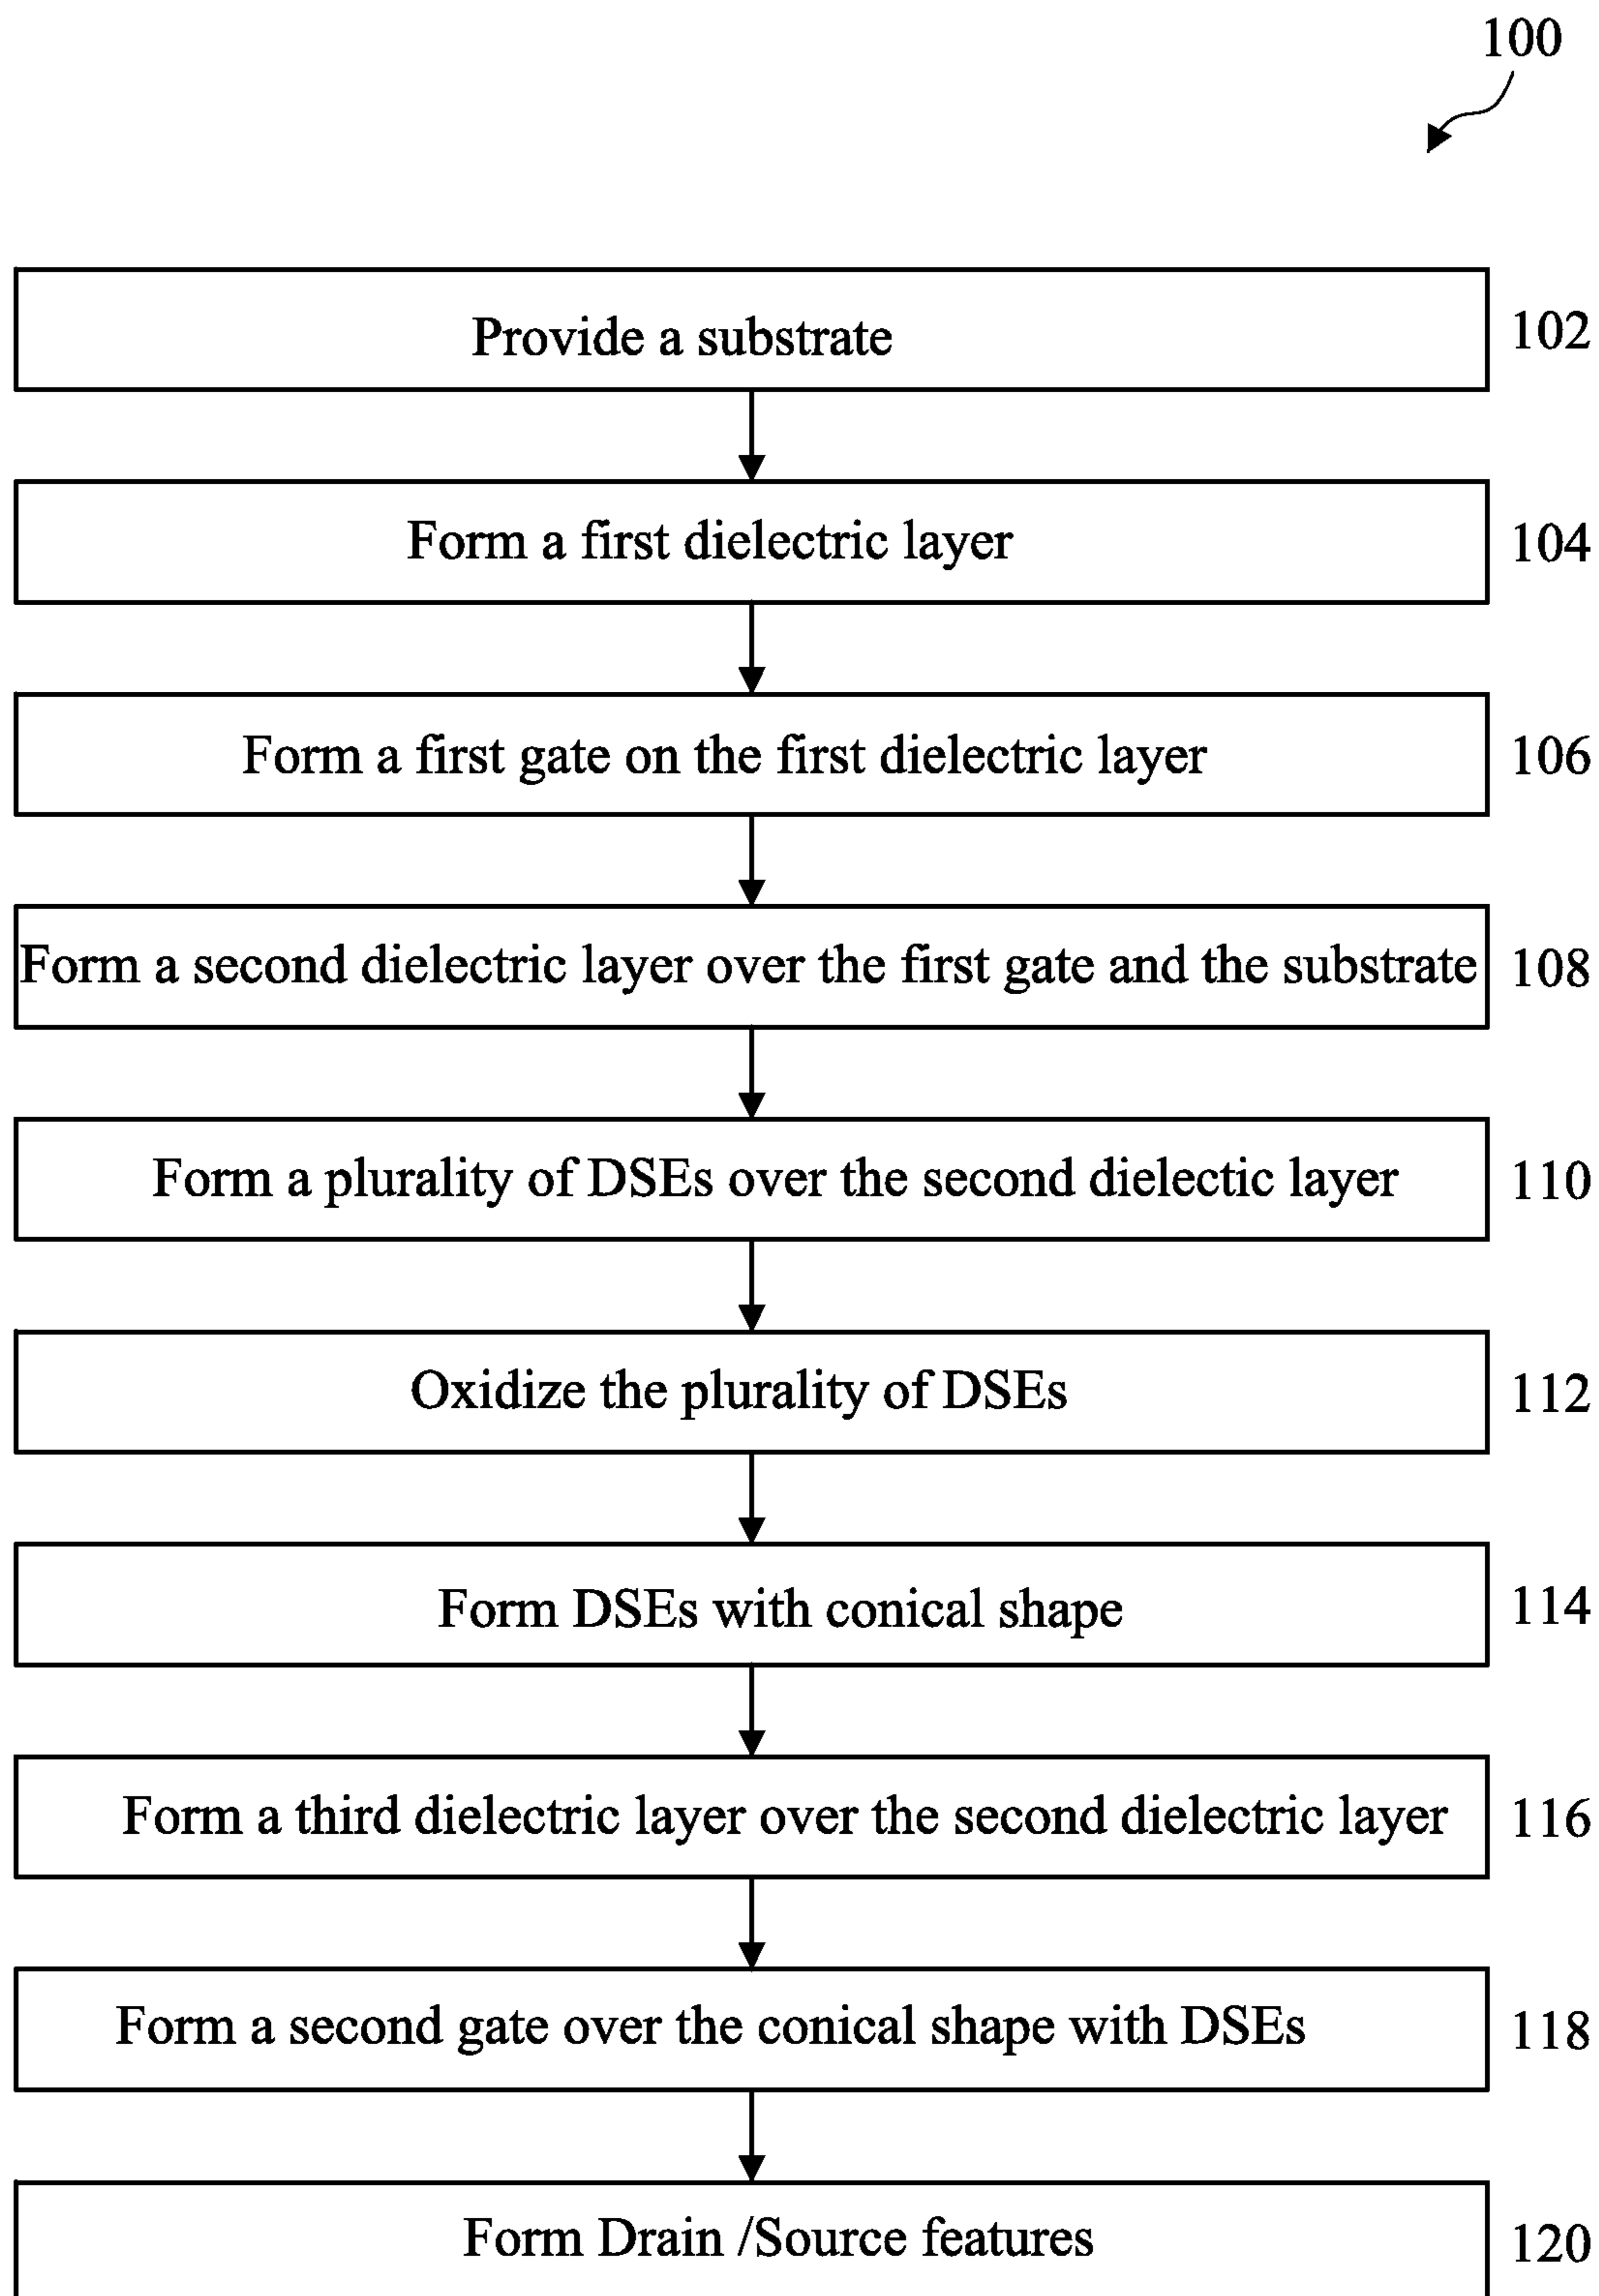 100
Provide a substrate 102
Form a first dielectric layer 104
Form a first gate on the first dielectric layer 106
Form a second dielectric layer over the first gate and the substrate 108
Form a plurality of DSEs over the second dielectic layer 110
Oxidize the plurality of DSEs 112
Form DSEs with conical shape 114
Form a third dielectric layer over the second dielectric layer 116
Form a second gate over the conical shape with DSEs 118
Form Drain /Source features 120